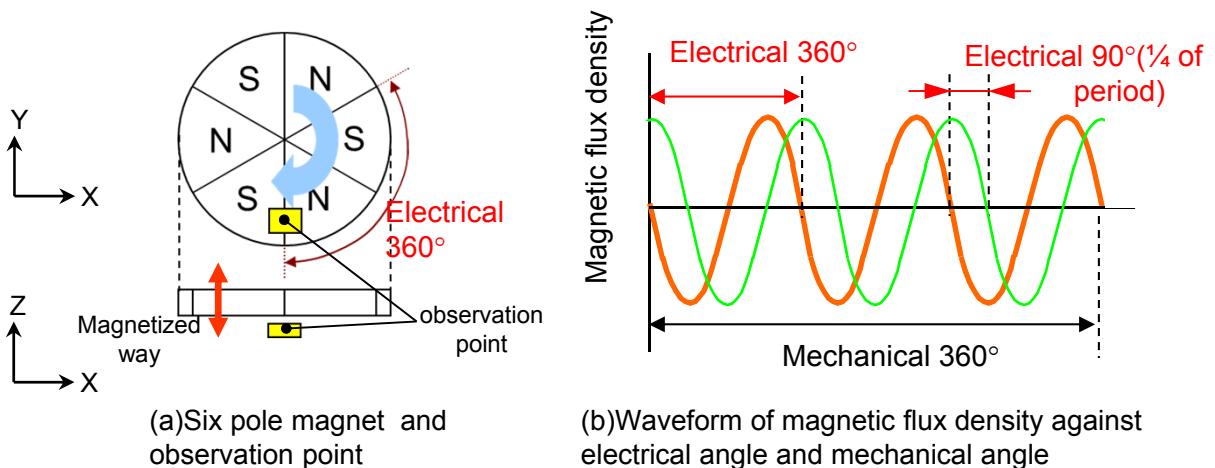 S
N
N
S
S
N
Y
X
Electrical
360°
Z
X
Magnetized
way
observation
point
(a)Six pole magnet and
observation point
Magnetic flux density
Electrical 360°
Electrical 90°(¼ of
period)
Mechanical 360°
(b)Waveform of magnetic flux density against
electrical angle and mechanical angle